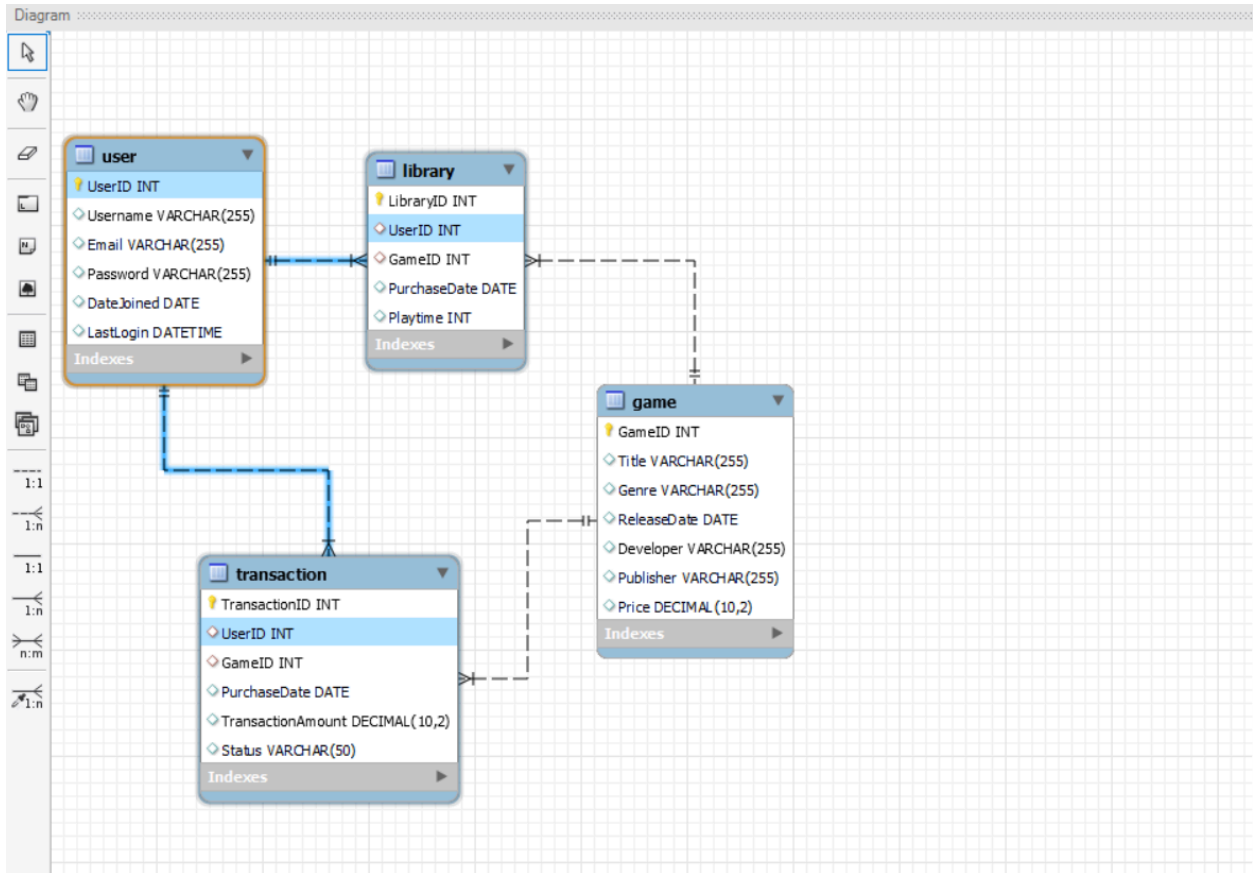 Diagram
user
UserID INT
Username VARCHAR(255)
Email VARCHAR(255)
Password VARCHAR(255)
DateJoined DATE
LastLogin DATETIME
Indexes
library
LibraryID INT
UserID INT
GameID INT
PurchaseDate DATE
Playtime INT
Indexes
game
GameID INT
Title VARCHAR(255)
Genre VARCHAR(255)
ReleaseDate DATE
Developer VARCHAR(255)
Publisher VARCHAR(255)
Price DECIMAL(10,2)
Indexes
transaction
TransactionID INT
UserID INT
GameID INT
PurchaseDate DATE
TransactionAmount DECIMAL(10,2)
Status VARCHAR(50)
Indexes
1:1
1:n
1:1
1:n
n:m
1:n